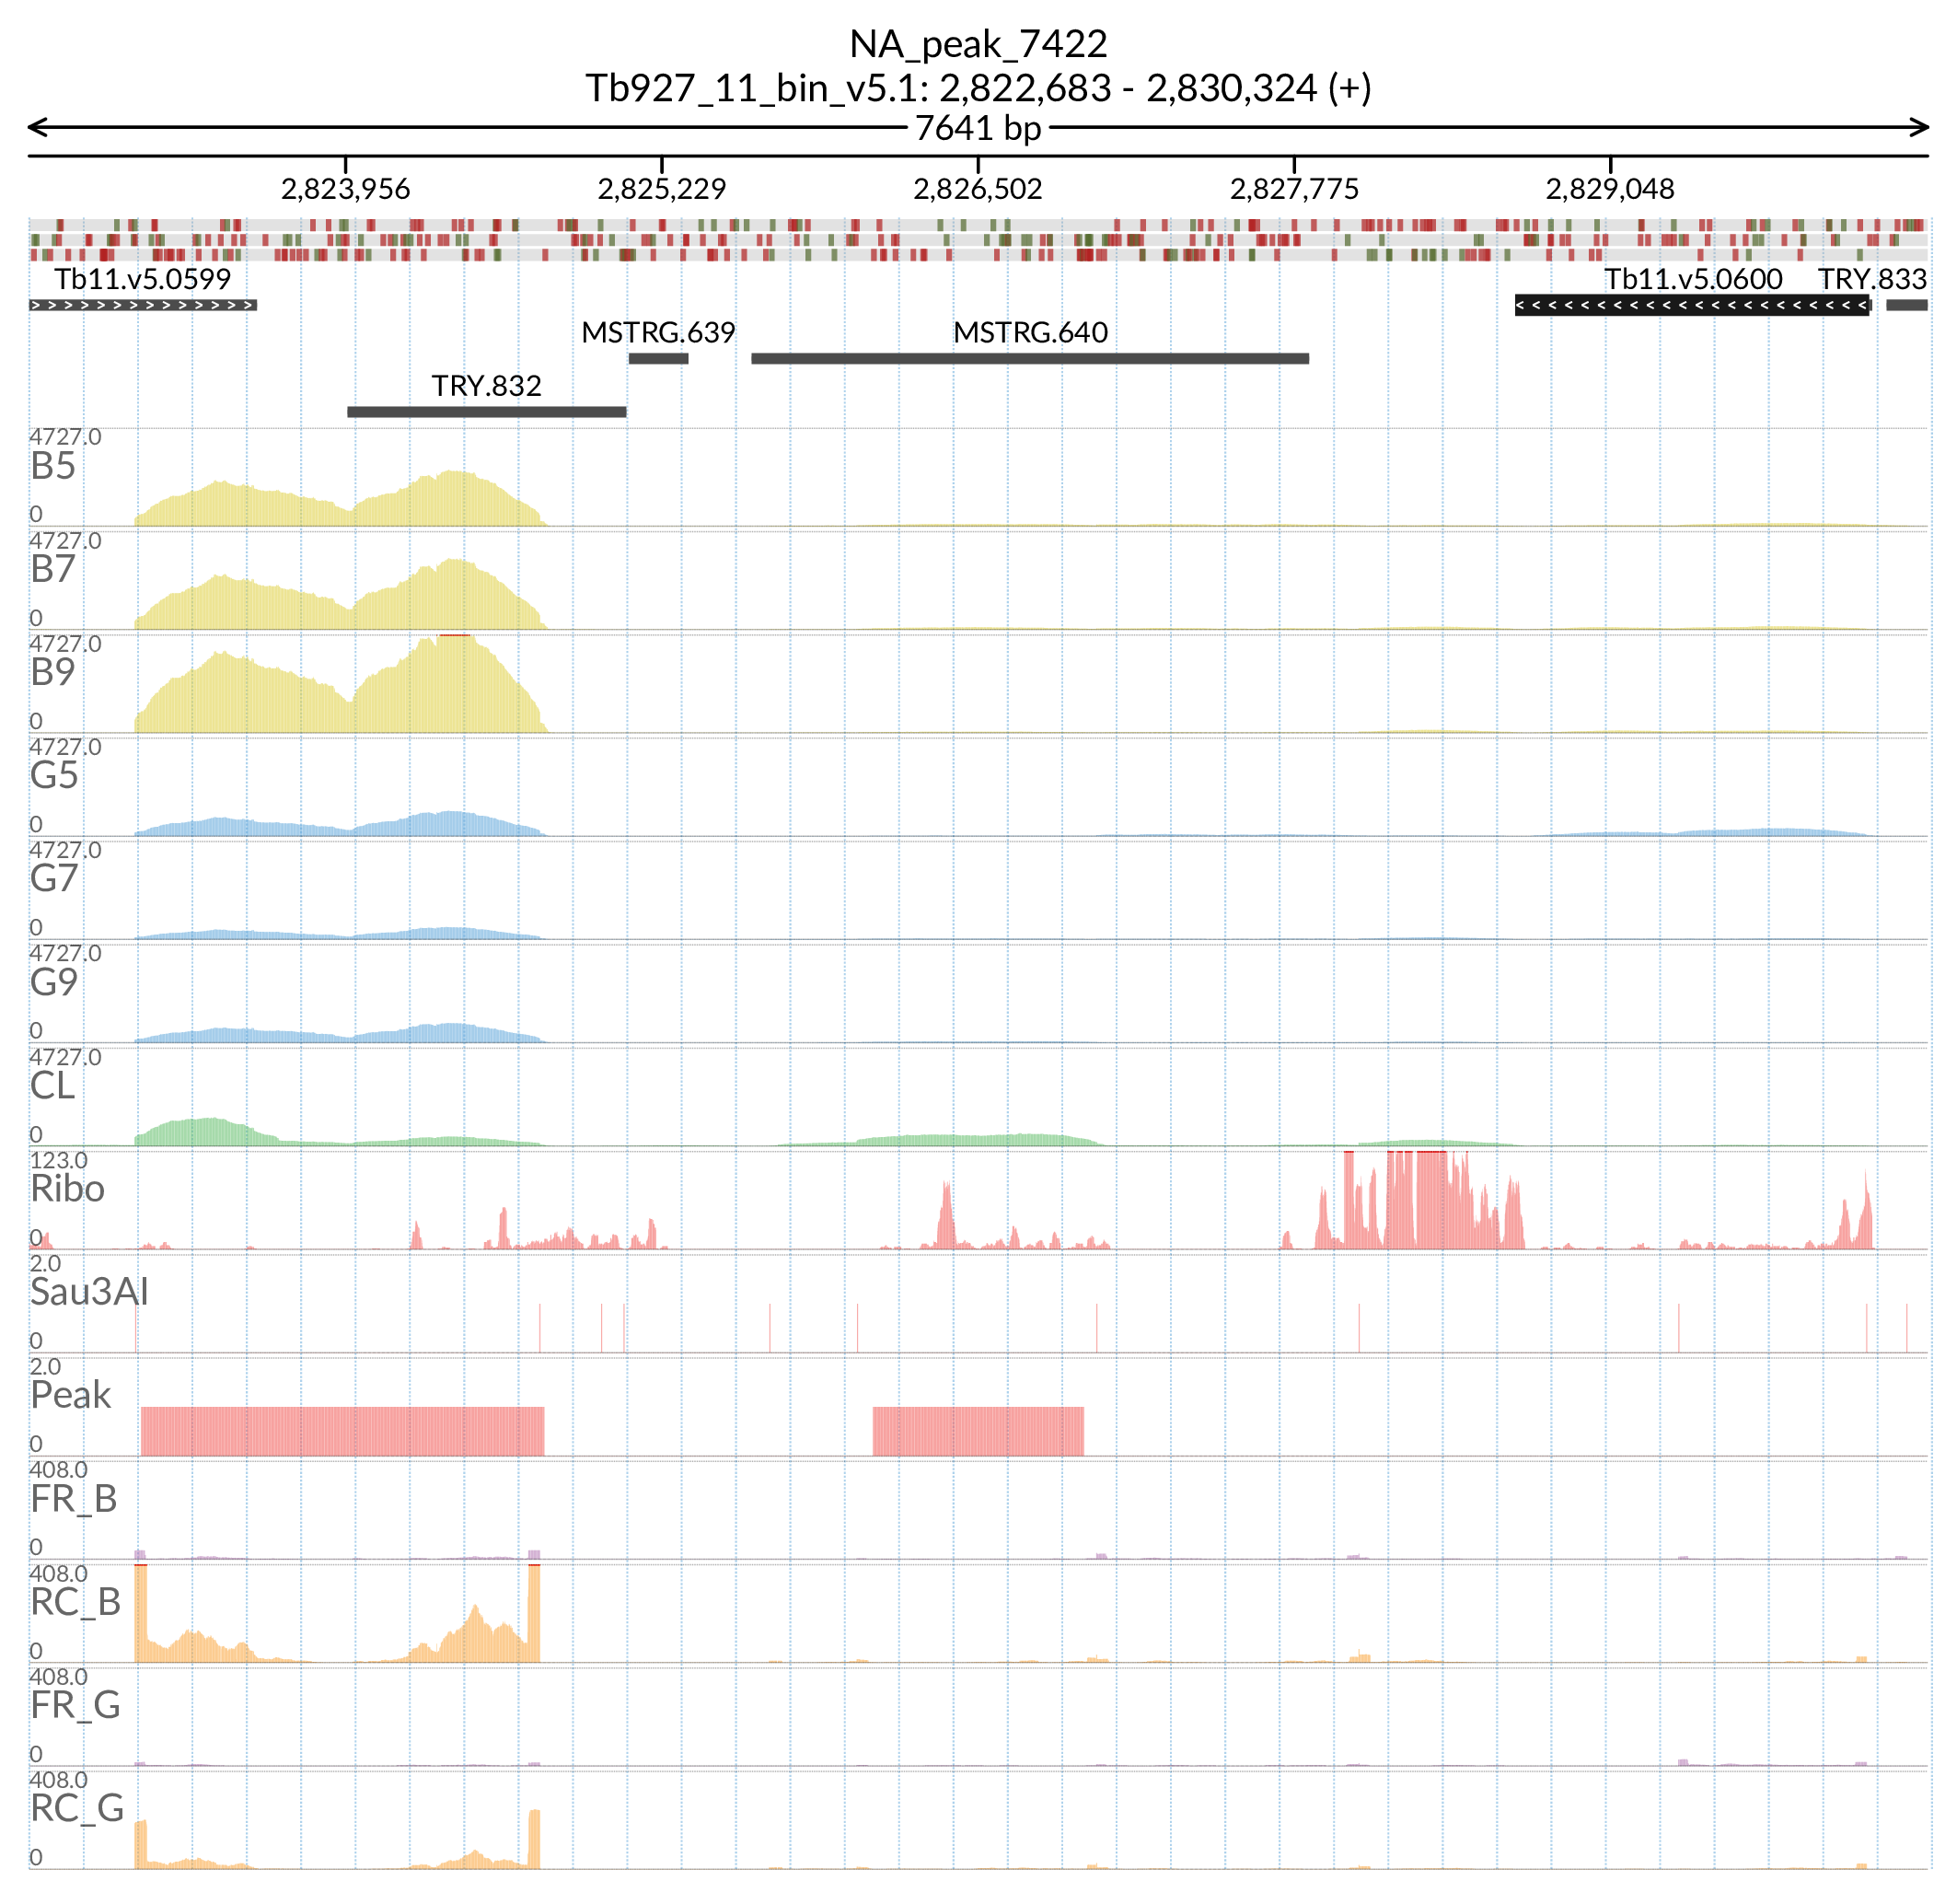 NA_peak_7422
Tb927_11_bin_v5.1: 2,822,683 - 2,830,324 (+)
7641 bp
2,823,956 2,825,229 2,826,502 2,827,775 2,829,048
Tb11.v5.0599 Tb11.v5.0600 TRY.833
MSTRG.639 MSTRG.640
TRY.832
4727.0
B5
0
4727.0
B7
0
4727.0
B9
0
4727.0
G5
0
4727.0
G7
0
4727.0
G9
0
4727.0
CL
0
123.0
Ribo
0
2.0
Sau3AI
0
2.0
Peak
0
408.0
FR_B
0
408.0
RC_B
0
408.0
FR_G
0
408.0
RC_G
0